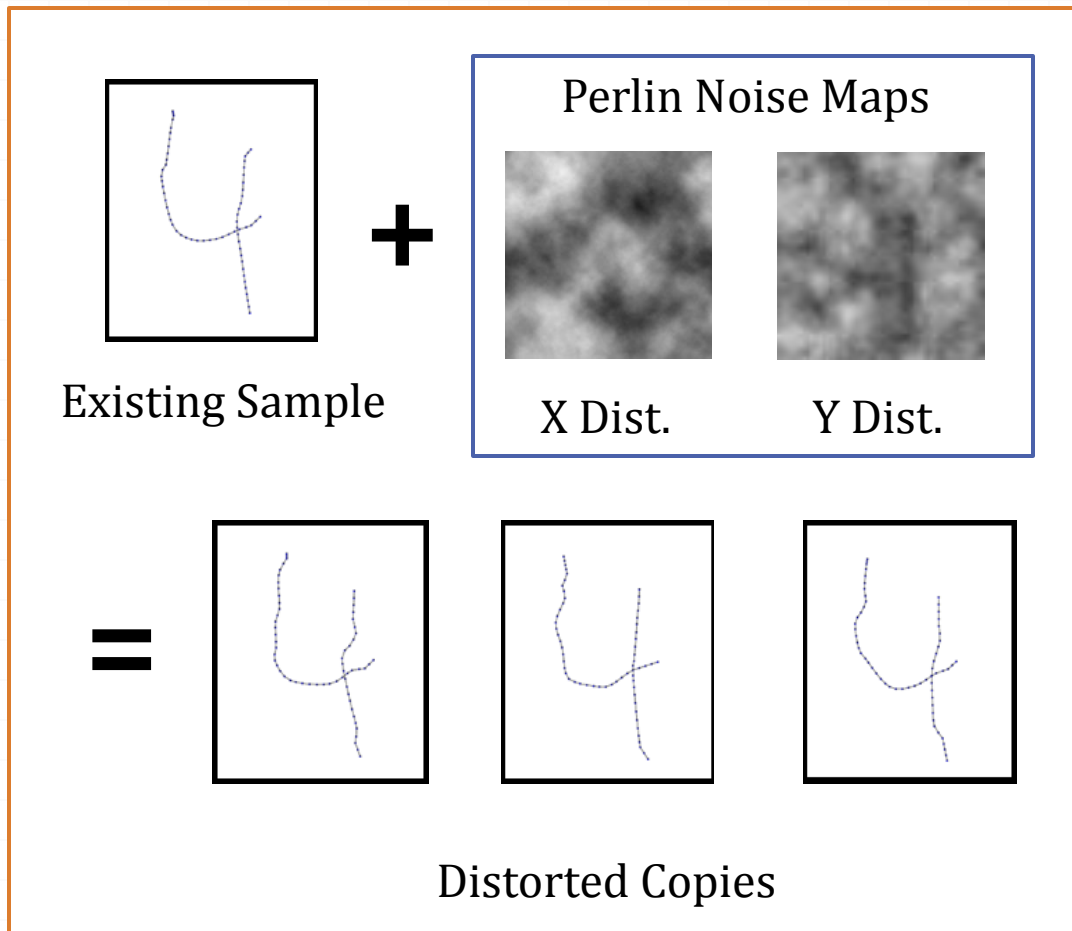 Perlin Noise Maps
+
Existing Sample
X Dist.
Y Dist.
=
Distorted Copies